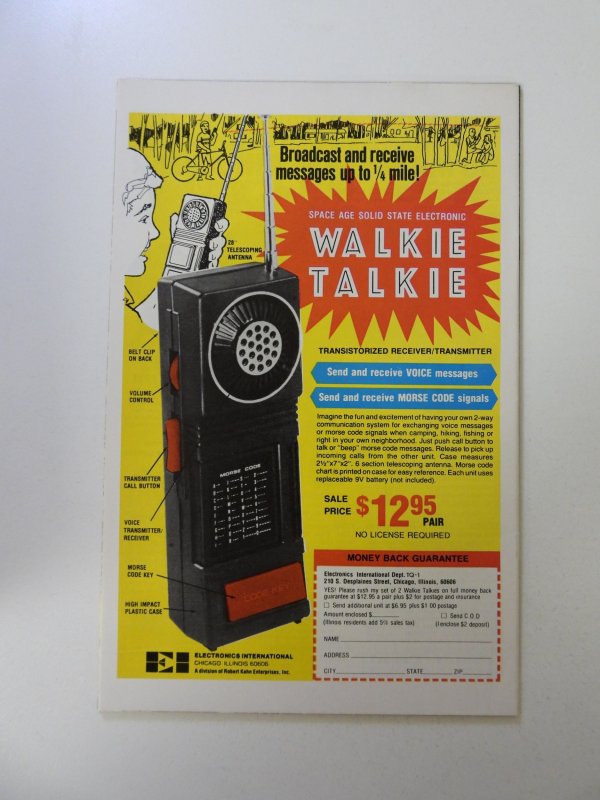 Broadcast and receive
messages up to 1/4 mile!
SPACE AGE SOLID STATE ELECTRONIC
WALKIE
TALKIE
28"
TELESCOPING
ANTENNA
BELT CLIP
ON BACK
VOLUME
CONTROL
TRANSMITTER
CALL BUTTON
VOICE
TRANSMITTER/
RECEIVER
MORSE
CODE KEY
HIGH IMPACT
PLASTIC CASE
MORSE CODE
CODE KEY
TRANSISTORIZED RECEIVER/TRANSMITTER
Send and receive VOICE messages
Send and receive MORSE CODE signals
Imagine the fun and excitement of having your own 2-way
communication system for exchanging voice messages
or morse code signals when camping, hiking, fishing or
right in your own neighborhood. Just push call button to
talk or "beep" morse code messages. Release to pick up
incoming calls from the other unit. Case measures
2½"x7"x2". 6 section telescoping antenna. Morse code
chart is printed on case for easy reference. Each unit uses
replaceable 9V battery (not included).
SALE
PRICE $12 95 PAIR
NO LICENSE REQUIRED
MONEY BACK GUARANTEE
Electronics International Dept. TQ-1
210 S. Desplaines Street, Chicago, Illinois, 60606
YES! Please rush my set of 2 Walkie Talkies on full money back
guarantee at $12.95 a pair plus $2 for postage and insurance
Send additional unit at $6.95 plus $1.00 postage
Amount enclosed $ Send C.O.D
(Illinois residents add 5% sales tax) (I enclose $2 deposit)
NAME
ADDRESS
CITY STATE ZIP
EI
ELECTRONICS INTERNATIONAL
CHICAGO ILLINOIS 60606
A division of Robert Kahn Enterprises, Inc.